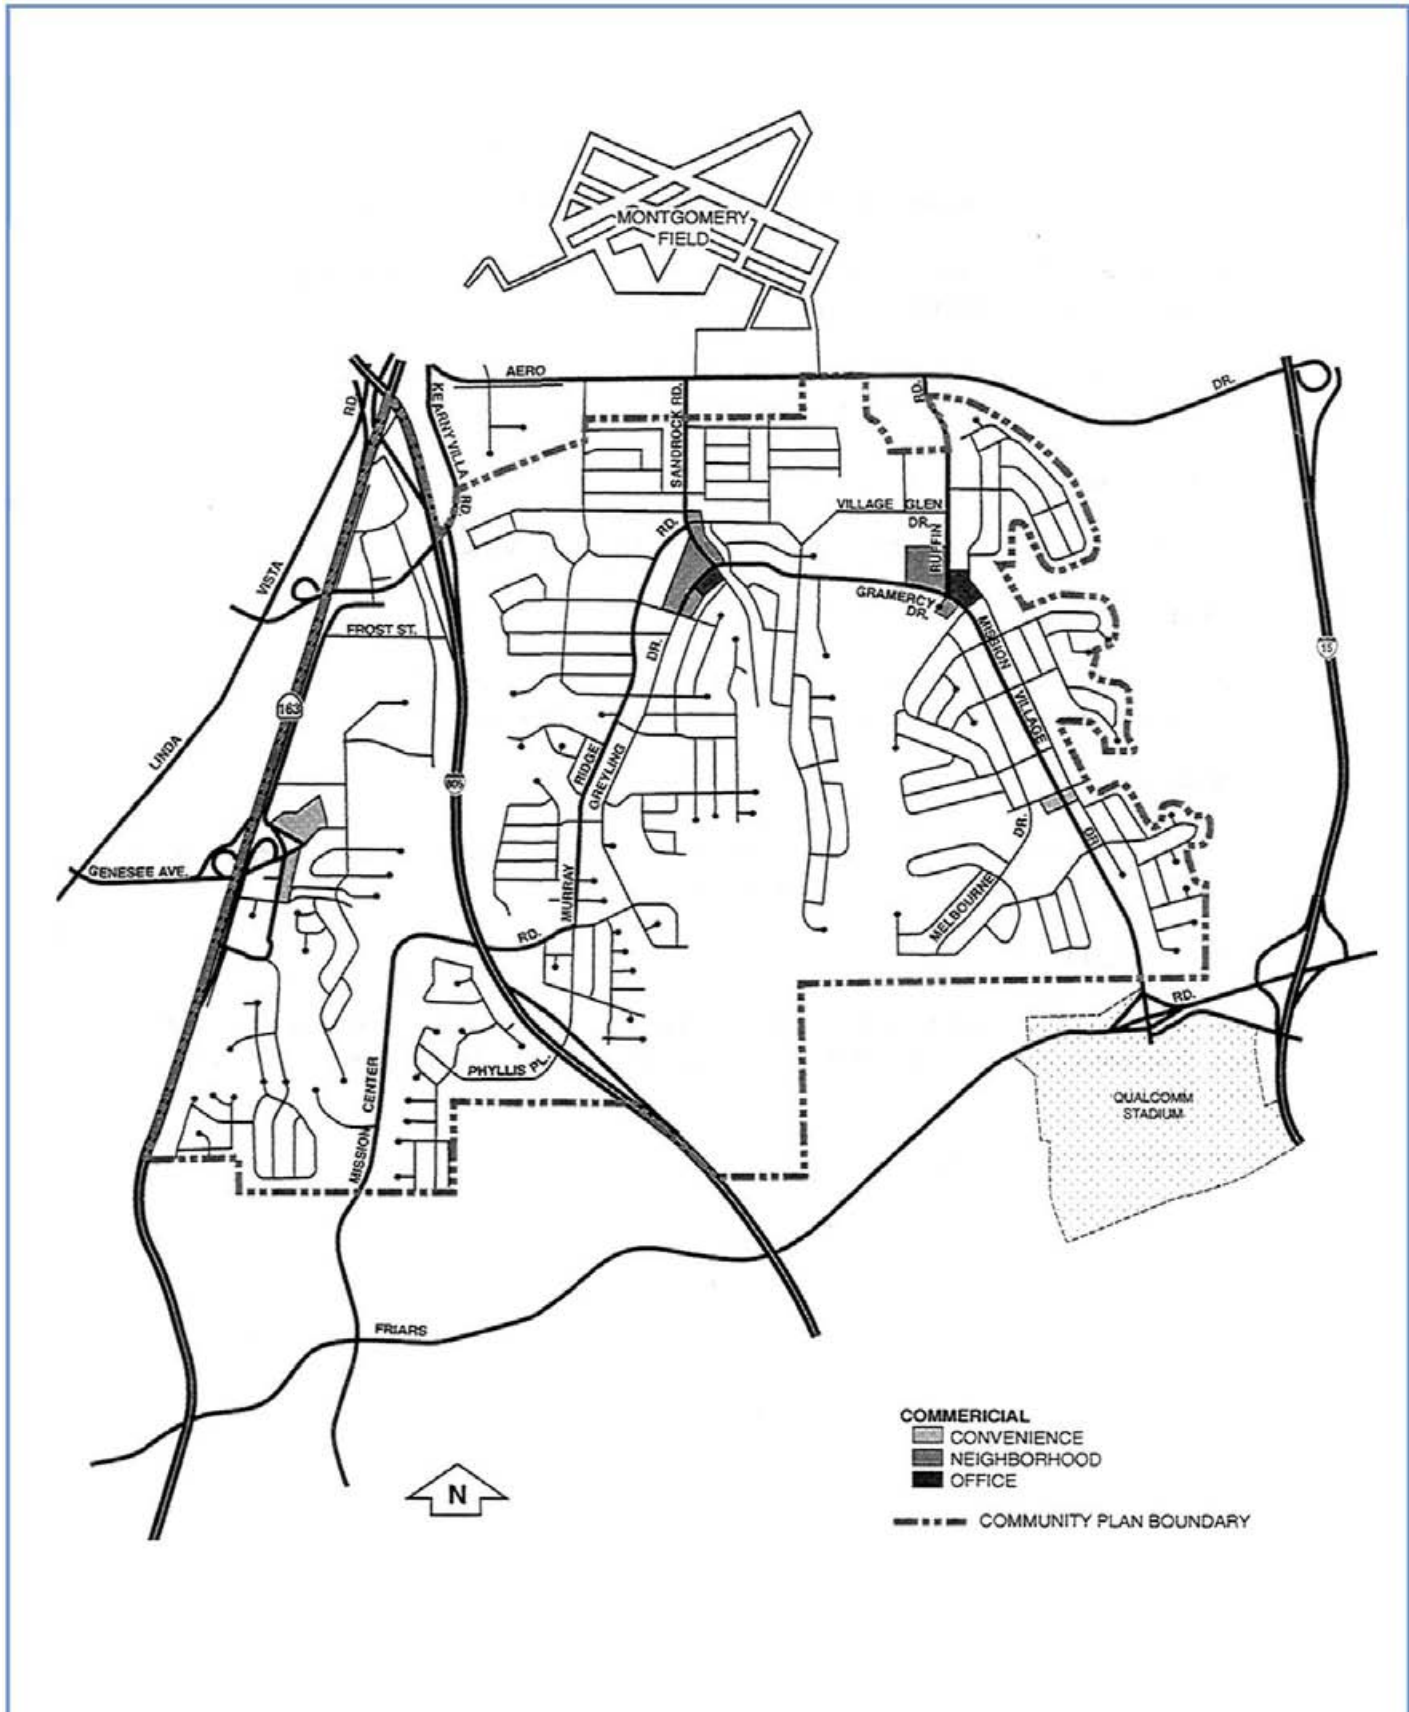 MONTGOMERY
FIELD
AERO
DR.
RD.
KEARNY VILLA
RD.
SANDROCK RD.
RD.
VILLAGE GLEN
DR.
RUFFIN
RD.
GRAMERCY
DR.
VISTA
FROST ST.
163
LINDA
DR.
MISSION
VILLAGE
DR.
15
805
RIDGE
GREYLING
DR.
MELBOURNE
GENESEE AVE.
MURRAY
RD.
RD.
PHYLLIS PL.
CENTER
MISSION
QUALCOMM
STADIUM
FRIARS
COMMERICIAL
CONVENIENCE
NEIGHBORHOOD
OFFICE
N
COMMUNITY PLAN BOUNDARY